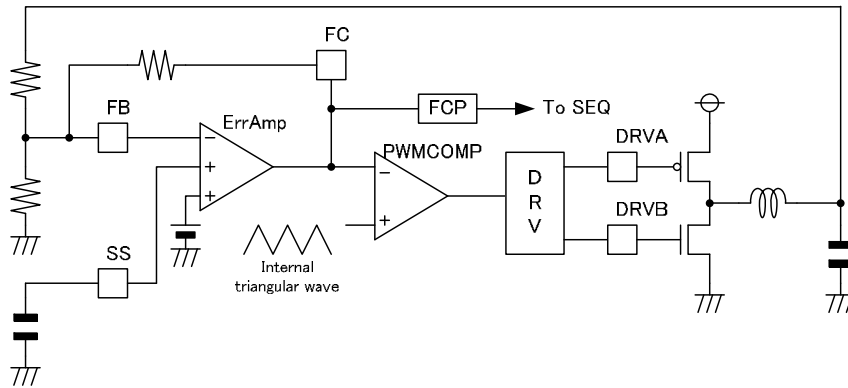 FC
FCP
To SEQ
FB
ErrAmp
PWMCOMP
DRVA
D
R
V
DRVB
SS
Internal
triangular wave